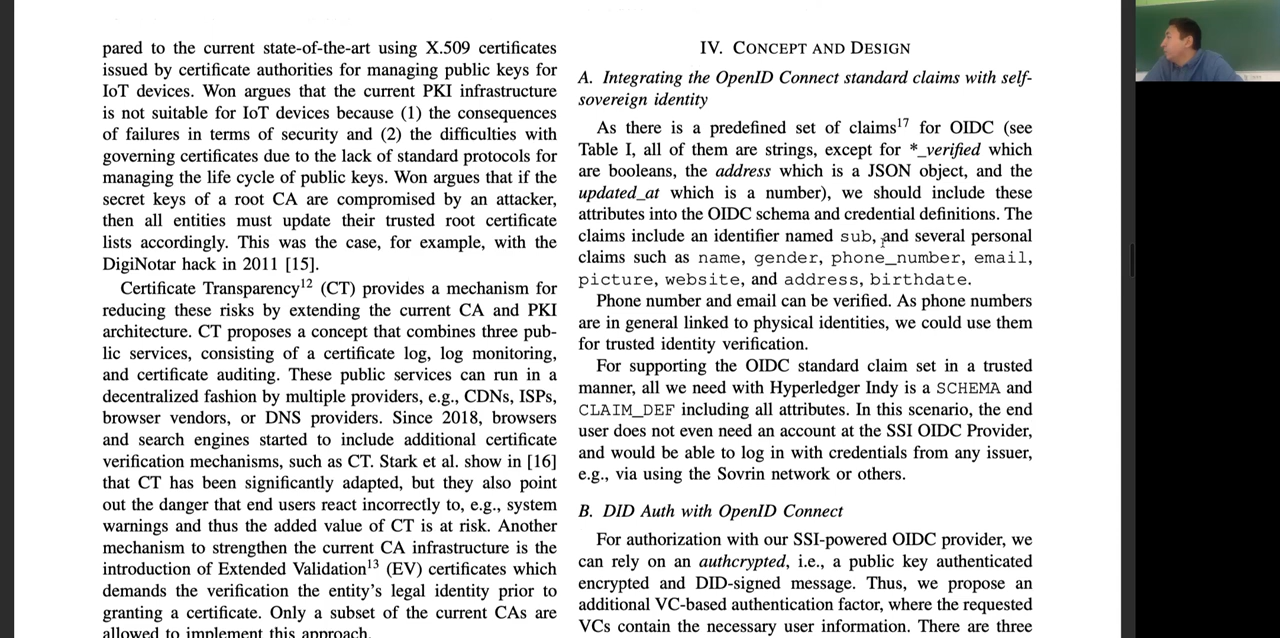 pared to the current state-of-the-art using X.509 certificates
issued by certificate authorities for managing public keys for
IoT devices. Won argues that the current PKI infrastructure
is not suitable for IoT devices because (1) the consequences
of failures in terms of security and (2) the difficulties with
governing certificates due to the lack of standard protocols for
managing the life cycle of public keys. Won argues that if the
secret keys of a root CA are compromised by an attacker,
then all entities must update their trusted root certificate
lists accordingly. This was the case, for example, with the
DigiNotar hack in 2011 [15].
Certificate Transparency12 (CT) provides a mechanism for
reducing these risks by extending the current CA and PKI
architecture. CT proposes a concept that combines three pub-
lic services, consisting of a certificate log, log monitoring,
and certificate auditing. These public services can run in a
decentralized fashion by multiple providers, e.g., CDNs, ISPs,
browser vendors, or DNS providers. Since 2018, browsers
and search engines started to include additional certificate
verification mechanisms, such as CT. Stark et al. show in [16]
that CT has been significantly adapted, but they also point
out the danger that end users react incorrectly to, e.g., system
warnings and thus the added value of CT is at risk. Another
mechanism to strengthen the current CA infrastructure is the
introduction of Extended Validation13 (EV) certificates which
demands the verification the entity's legal identity prior to
granting a certificate. Only a subset of the current CAs are
allowed to implement this approach.
IV. CONCEPT AND DESIGN
A. Integrating the OpenID Connect standard claims with self-
sovereign identity
As there is a predefined set of claims17 for OIDC (see
Table I, all of them are strings, except for *_verified which
are booleans, the address which is a JSON object, and the
updated_at which is a number), we should include these
attributes into the OIDC schema and credential definitions. The
claims include an identifier named sub, and several personal
claims such as name, gender, phone_number, email,
picture, website, and address, birthdate.
Phone number and email can be verified. As phone numbers
are in general linked to physical identities, we could use them
for trusted identity verification.
For supporting the OIDC standard claim set in a trusted
manner, all we need with Hyperledger Indy is a SCHEMA and
CLAIM_DEF including all attributes. In this scenario, the end
user does not even need an account at the SSI OIDC Provider,
and would be able to log in with credentials from any issuer,
e.g., via using the Sovrin network or others.
B. DID Auth with OpenID Connect
For authorization with our SSI-powered OIDC provider, we
can rely on an authcrypted, i.e., a public key authenticated
encrypted and DID-signed message. Thus, we propose an
additional VC-based authentication factor, where the requested
VCs contain the necessary user information. There are three